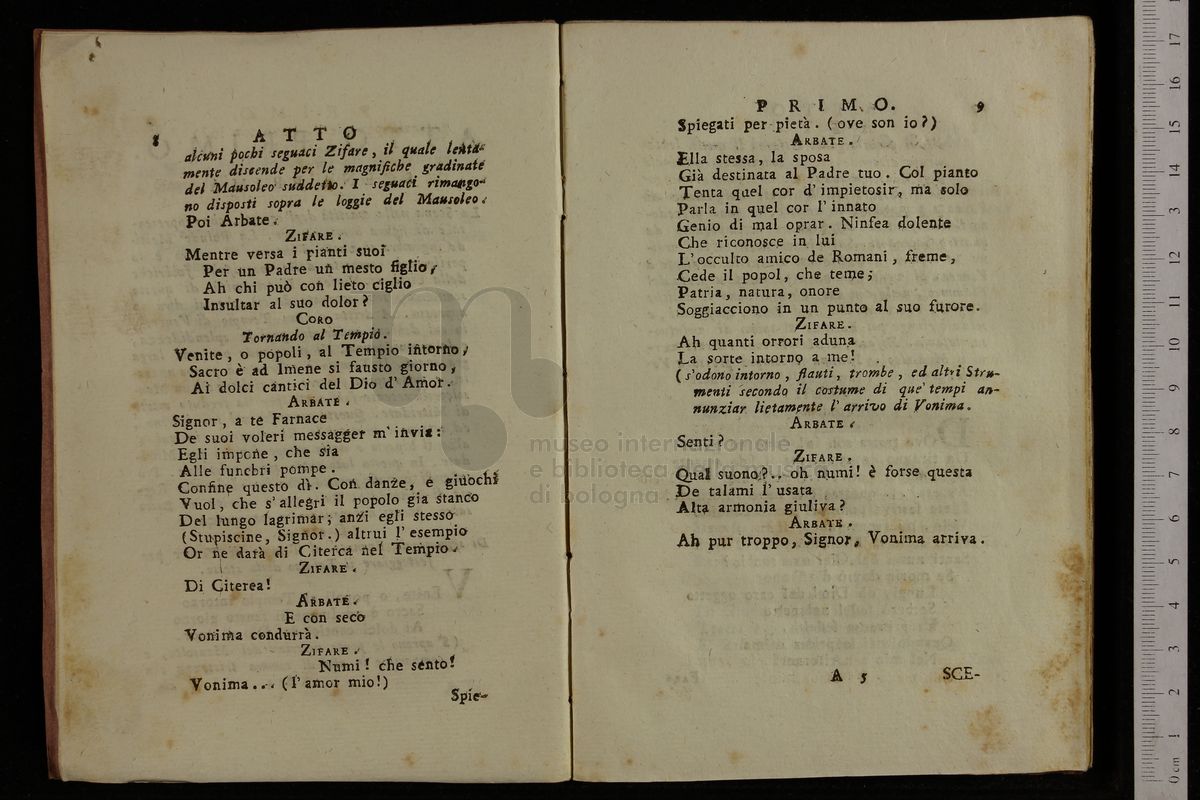 8
ATTO
alcuni pochi seguaci Zifare, il quale lenta-
mente discende per le magnifiche gradinate
del Mausoleo suddetto. I seguaci rimango-
no disposti sopra le loggie del Mausoleo.
Poi Arbate.
ZIFARE.
Mentre versa i pianti suoi
Per un Padre un mesto figlio,
Ah chi può con lieto ciglio
Insultar al suo dolor?
CORO
Tornando al Tempio.
Venite, o popoli, al Tempio intorno,
Sacro è ad Imene si fausto giorno,
Ai dolci cantici del Dio d'Amor.
ARBATE.
Signor, a te Farnace
De suoi voleri messagger m'invia:
Egli impone, che sia
Alle funebri pompe.
Confine questo dì. Con danze, e giuochi
Vuol, che s'allegri il popolo gia stanco
Del lungo lagrimar; anzi egli stesso
(Stupiscine, Signor.) altrui l'esempio
Or ne darà di Citerca nel Tempio.
ZIFARE.
Di Citerea!
ARBATE.
E con seco
Vonima condurrà.
ZIFARE.
Numi! che sento!
Vonima... (l'amor mio!)
Spie-
PRIMO. 9
Spiegati per pietà. (ove son io?)
ARBATE.
Ella stessa, la sposa
Già destinata al Padre tuo. Col pianto
Tenta quel cor d'impietosir, ma solo
Parla in quel cor l'innato
Genio di mal oprar. Ninfea dolente
Che riconosce in lui
L'occulto amico de Romani, freme,
Cede il popol, che teme;
Patria, natura, onore
Soggiacciono in un punto al suo furore.
ZIFARE.
Ah quanti orrori aduna
La sorte intorno a me!
(s'odono intorno, flauti, trombe, ed altri Stru-
menti secondo il costume di que' tempi an-
nunziar lietamente l'arrivo di Vonima.
ARBATE.
Senti?
ZIFARE.
Qual suono?.. oh numi! è forse questa
De talami l'usata
Alta armonia giuliva?
ARBATE.
Ah pur troppo, Signor, Vonima arriva.
A 5 SCE-
museo internazionale
e biblioteca della musica
di bologna